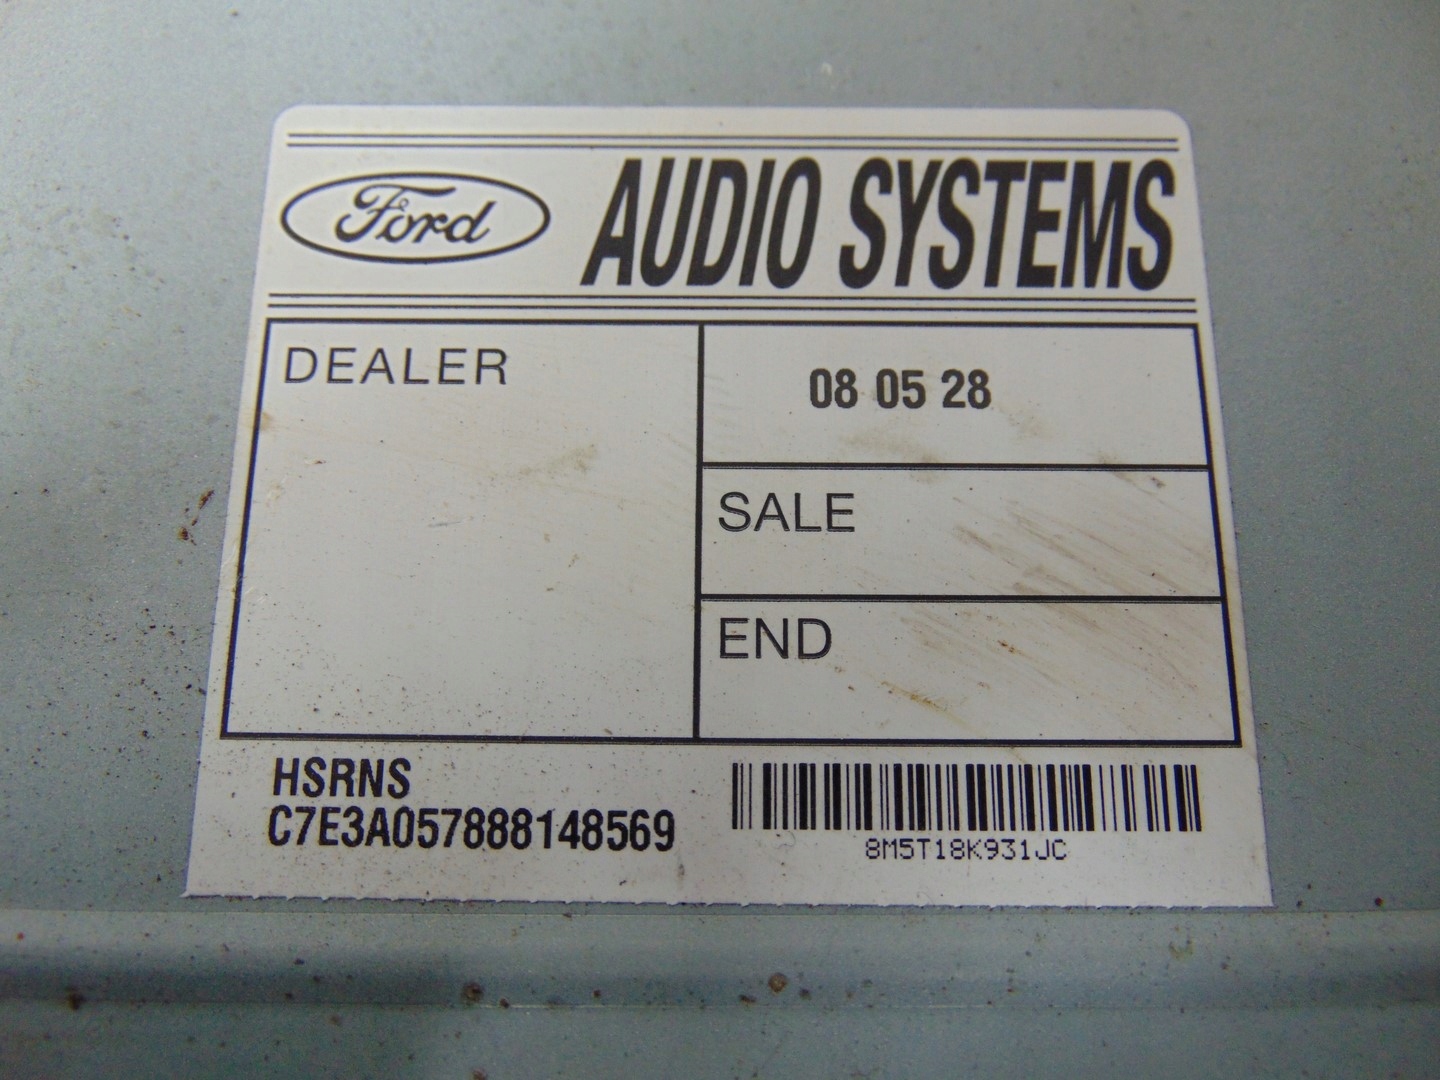 Ford AUDIO SYSTEMS
DEALER
08 05 28
SALE
END
HSRNS
C7E3A057888148569
8M5T18K931JC